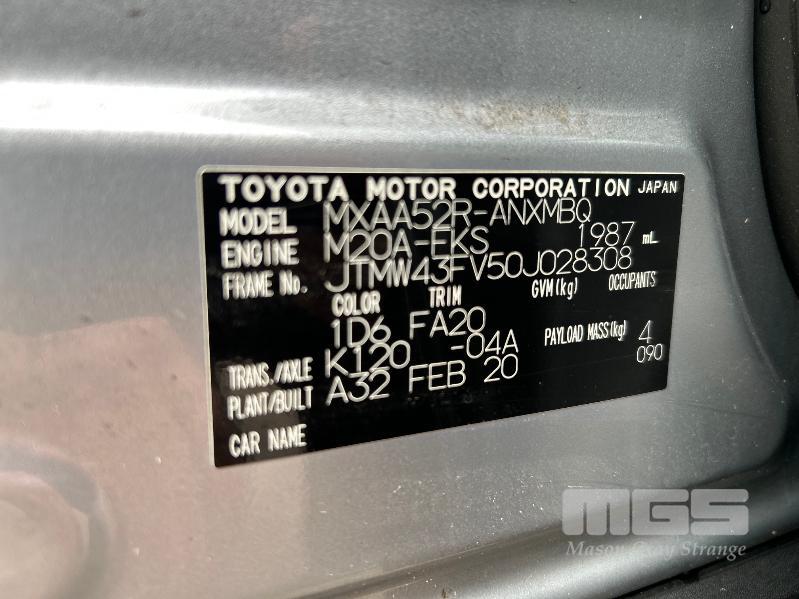 TOYOTA MOTOR CORPORATION JAPAN
MODEL MXAA52R-ANXMBQ
ENGINE M20A-FKS 1987 mL
FRAME No. JTMW43FV50J028308
COLOR TRIM GVM(kg) OCCUPANTS
1D6 FA20
TRANS./AXLE K120 -04A PAYLOAD MASS(kg) 4
PLANT/BUILT A32 FEB 20 090
CAR NAME
MGS
Mason Gray Strange